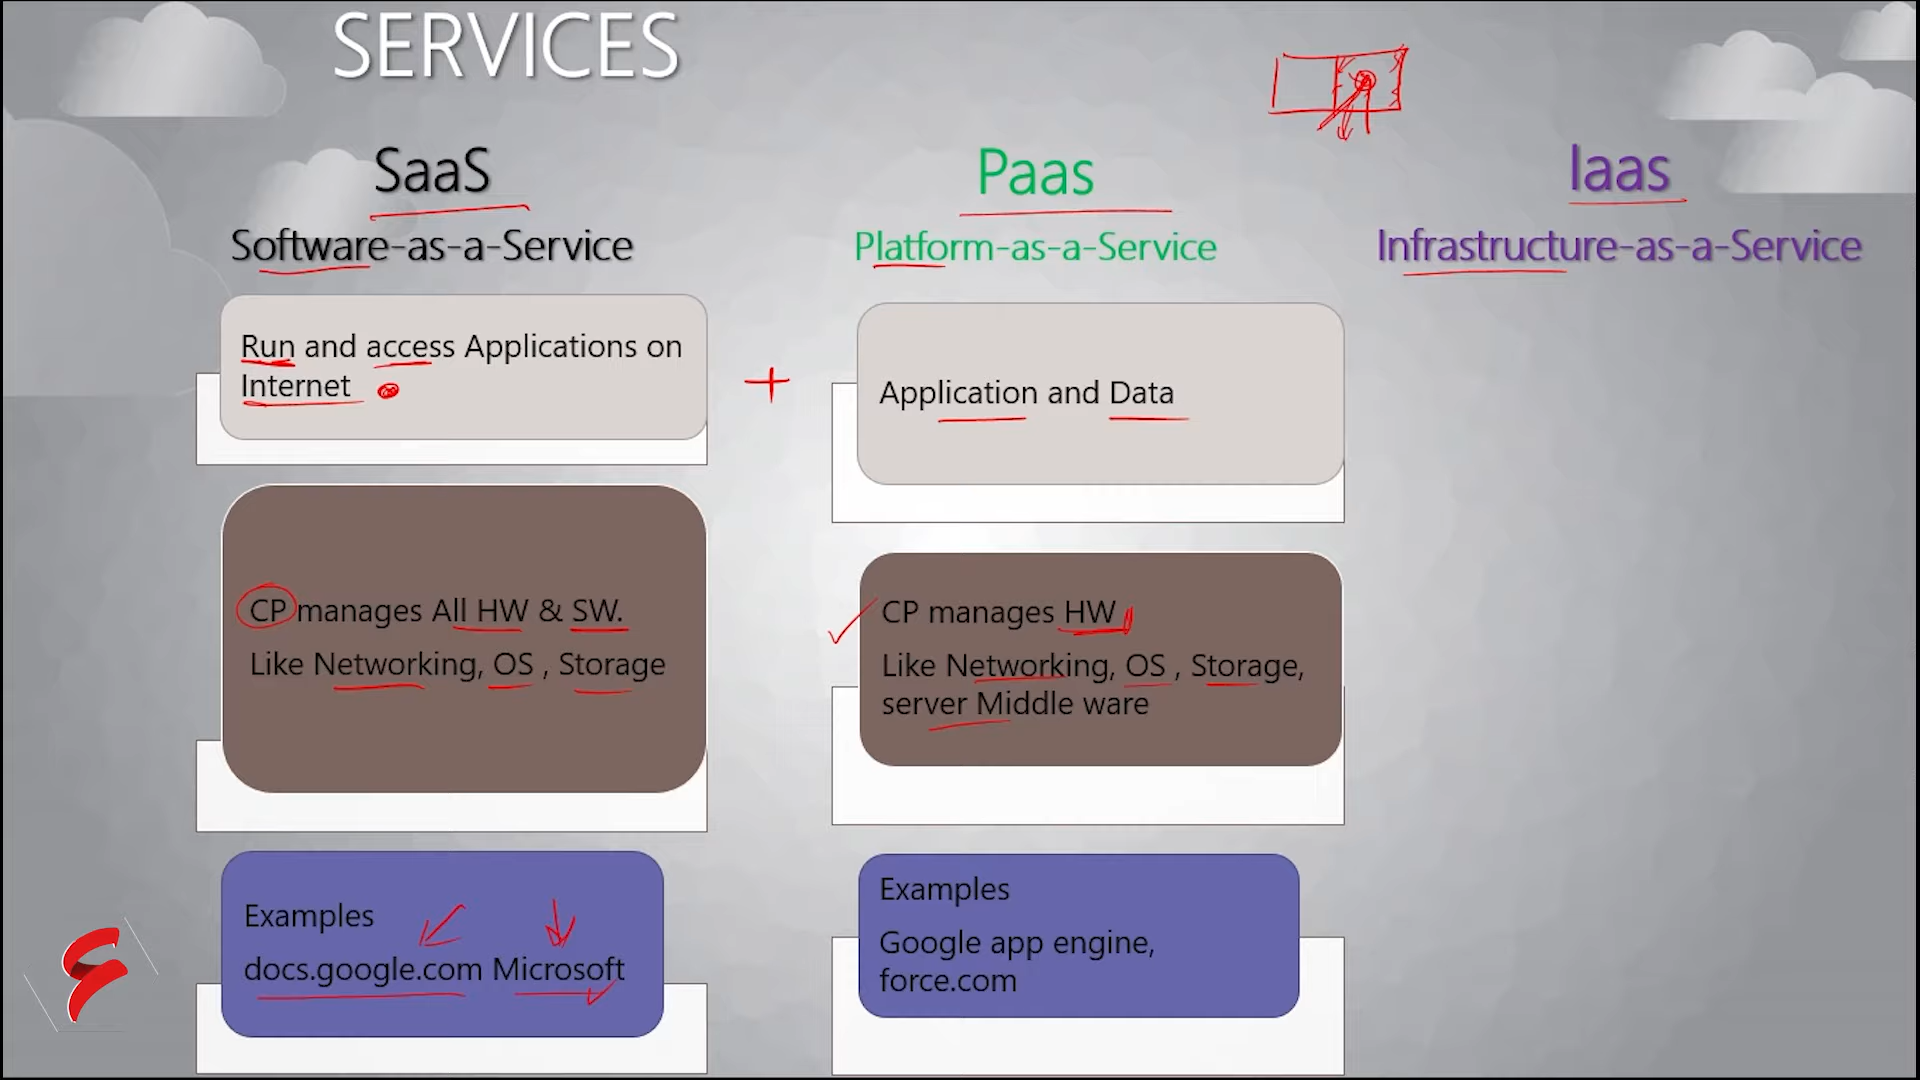 SERVICES
SaaS
Software-as-a-Service
Run and access Applications on
Internet
CP manages All HW & SW.
Like Networking, OS , Storage
Examples
docs.google.com Microsoft
Paas
Platform-as-a-Service
+
Application and Data
CP manages HW
Like Networking, OS , Storage,
server Middle ware
Examples
Google app engine,
force.com
Iaas
Infrastructure-as-a-Service